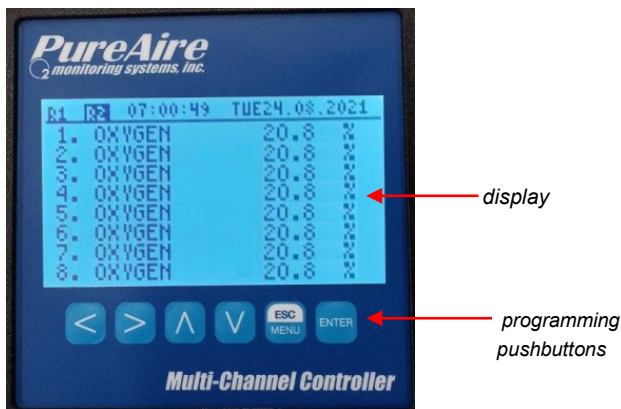 PureAire
O2 monitoring systems, inc.
R1 R2 07:00:49 TUE24.08.2021
1. OXYGEN 20.8 %
2. OXYGEN 20.8 %
3. OXYGEN 20.8 %
4. OXYGEN 20.8 %
5. OXYGEN 20.8 %
6. OXYGEN 20.8 %
7. OXYGEN 20.8 %
8. OXYGEN 20.8 %
display
< > ∧ ∨ ESC MENU ENTER
programming
pushbuttons
Multi-Channel Controller